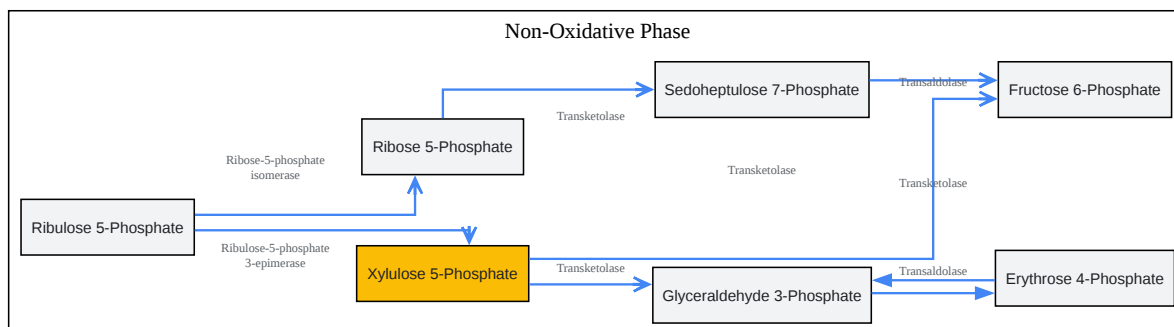 Non-Oxidative Phase
Sedoheptulose 7-Phosphate
Transaldolase
Fructose 6-Phosphate
Transketolase
Ribose 5-Phosphate
Ribose-5-phosphate
isomerase
Transketolase
Transketolase
Ribulose 5-Phosphate
Ribulose-5-phosphate
3-epimerase
Xylulose 5-Phosphate
Transketolase
Glyceraldehyde 3-Phosphate
Transaldolase
Erythrose 4-Phosphate